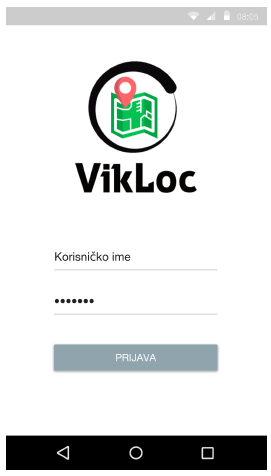 08:05
VikLoc
Korisničko ime
•••••••
PRIJAVA